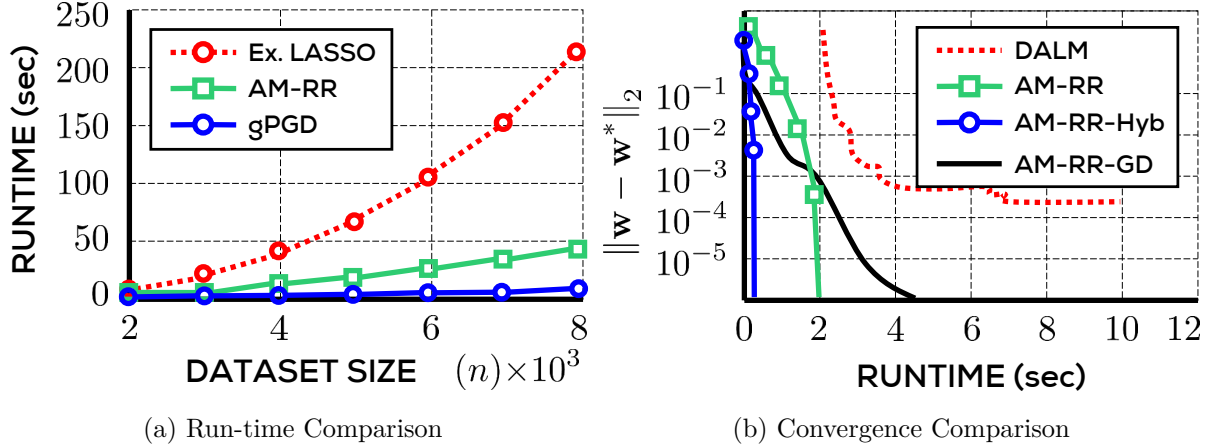 250
200
150
100
50
0
RUNTIME (sec)
Ex. LASSO
AM-RR
gPGD
2
4
6
8
DATASET SIZE (n)×10³
(a) Run-time Comparison
10⁻¹
10⁻²
10⁻³
10⁻⁴
10⁻⁵
‖w − w*‖₂
DALM
AM-RR
AM-RR-Hyb
AM-RR-GD
0
2
4
6
8
10
12
RUNTIME (sec)
(b) Convergence Comparison